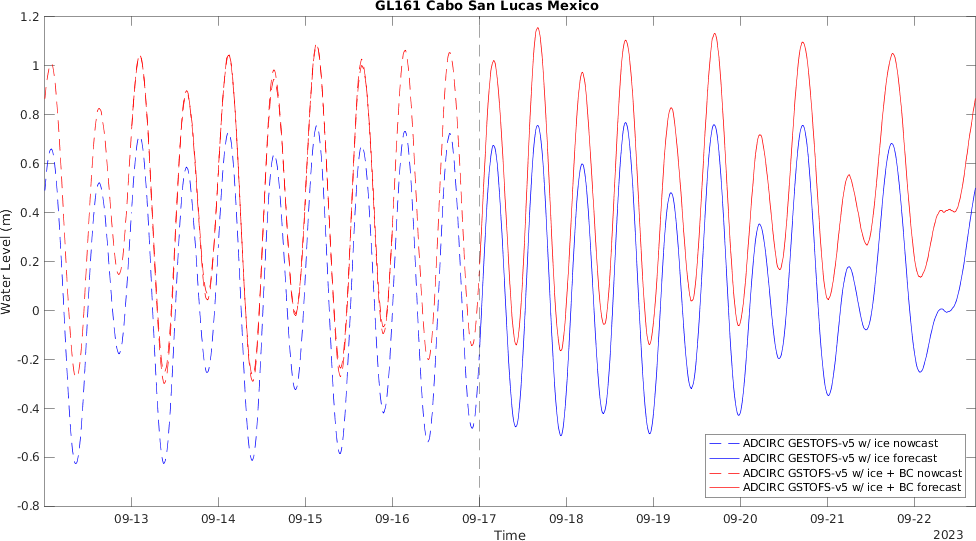 GL161 Cabo San Lucas Mexico
1.2
1
0.8
0.6
0.4
0.2
0
-0.2
-0.4
-0.6
-0.8
Water Level (m)
ADCIRC GESTOFS-v5 w/ ice nowcast
ADCIRC GESTOFS-v5 w/ ice forecast
ADCIRC GSTOFS-v5 w/ ice + BC nowcast
ADCIRC GSTOFS-v5 w/ ice + BC forecast
09-13 09-14 09-15 09-16 09-17 09-18 09-19 09-20 09-21 09-22
Time
2023